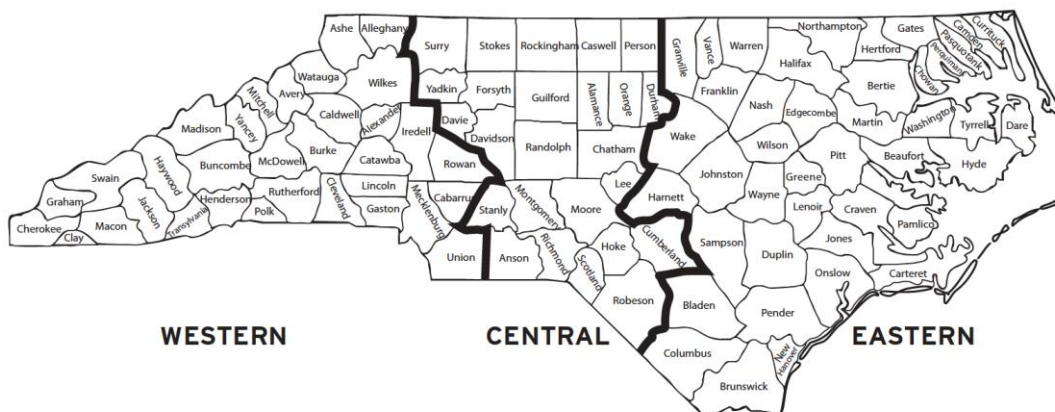 Ashe
Alleghany
Surry
Stokes
Rockingham
Caswell
Person
Granville
Vance
Warren
Northampton
Gates
Hertford
Camden
Currituck
Pasquotank
Perquimans
Chowan
Watauga
Wilkes
Yadkin
Forsyth
Guilford
Alamance
Orange
Durham
Franklin
Halifax
Bertie
Mitchell
Avery
Caldwell
Alexander
Iredell
Davie
Davidson
Randolph
Chatham
Wake
Nash
Edgecombe
Martin
Washington
Tyrrell
Dare
Madison
Yancey
Burke
Catawba
Rowan
Wilson
Pitt
Beaufort
Hyde
Swain
Haywood
Buncombe
McDowell
Lincoln
Lee
Johnston
Greene
Graham
Jackson
Henderson
Rutherford
Cleveland
Gaston
Mecklenburg
Cabarru
Stanly
Montgomery
Moore
Harnett
Wayne
Lenoir
Craven
Pamlico
Cherokee
Clay
Macon
Transylvania
Polk
Union
Anson
Richmond
Scotland
Hoke
Cumberland
Sampson
Duplin
Jones
Onslow
Carteret
Robeson
Bladen
Pender
WESTERN
CENTRAL
EASTERN
Columbus
New
Hanover
Brunswick